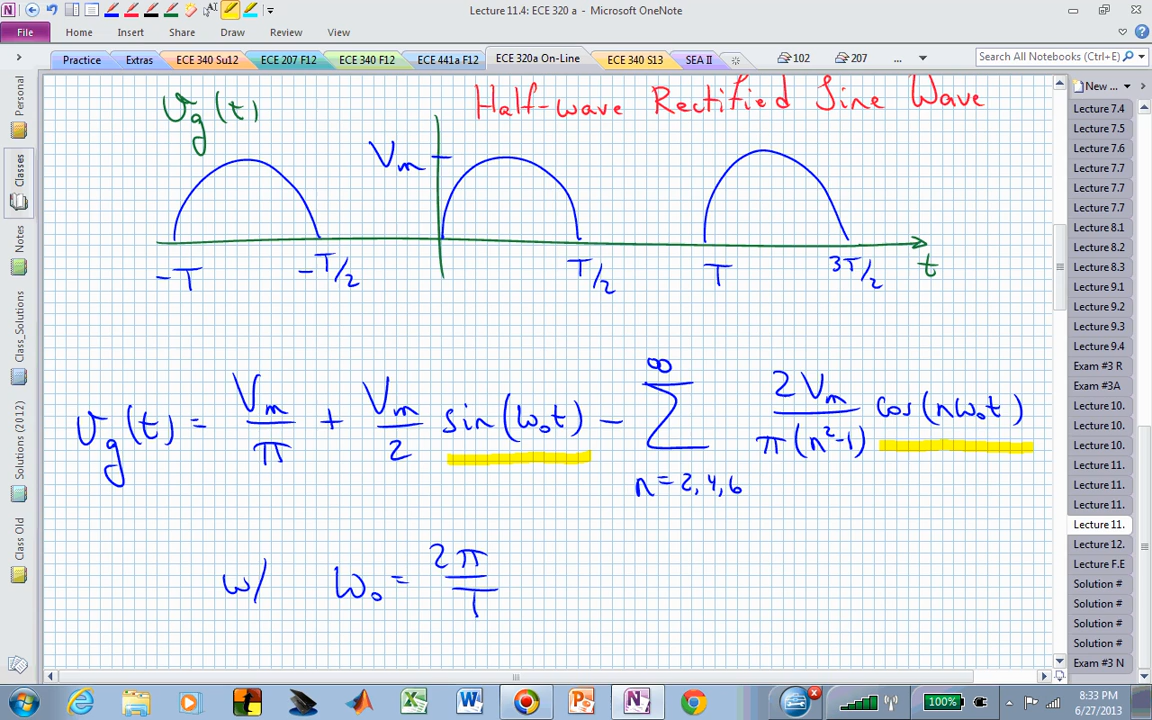 Lecture 11.4: ECE 320 a - Microsoft OneNote
File Home Insert Share Draw Review View
Practice Extras ECE 340 Su12 ECE 207 F12 ECE 340 F12 ECE 441a F12 ECE 320a On-Line ECE 340 S13 SEA II 102 207 ... Search All Notebooks (Ctrl+E)
Personal
Classes
Notes
Class_Solutions
Solutions (2012)
Class Old
Half-wave Rectified Sine Wave
Vg(t)
Vm
-T -T/2 T/2 T 3T/2 t
Vg(t) = Vm/π + Vm/2 sin(ω₀t) - ∞∑n=2,4,6 2Vm/π(n²-1) cos(nω₀t)
w/ ω₀ = 2π/T
New ...
Lecture 7.4
Lecture 7.5
Lecture 7.6
Lecture 7.7
Lecture 7.7
Lecture 7.7
Lecture 8.1
Lecture 8.2
Lecture 8.3
Lecture 9.1
Lecture 9.2
Lecture 9.3
Lecture 9.4
Exam #3 R
Exam #3A
Lecture 10.
Lecture 10.
Lecture 10.
Lecture 11.
Lecture 11.
Lecture 11.
Lecture 11.
Lecture 12.
Lecture F.E
Solution #
Solution #
Solution #
Solution #
Exam #3 N
100%
8:33 PM
6/27/2013